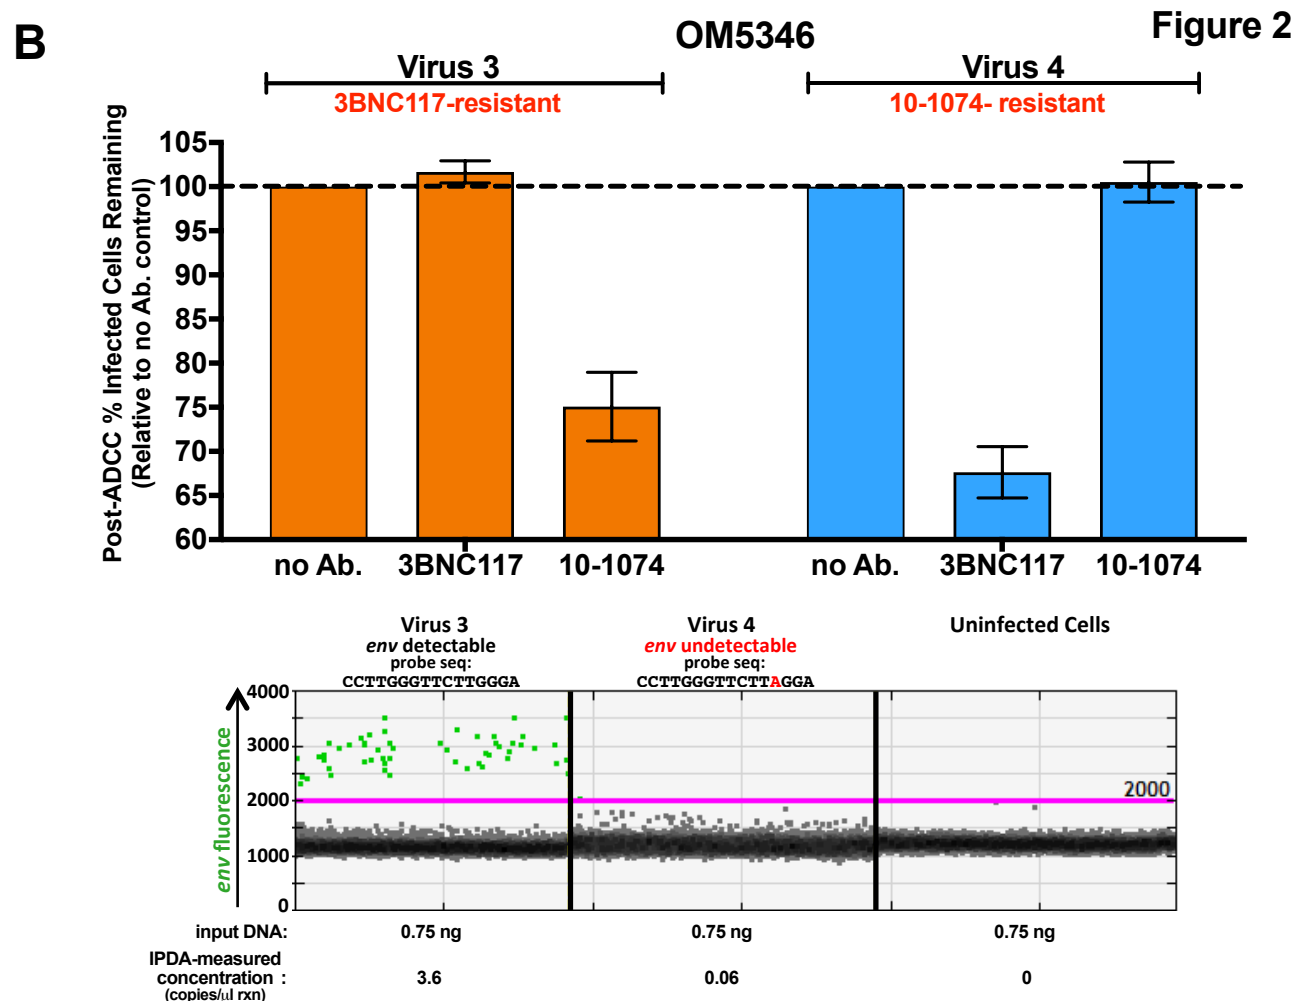 B
OM5346
Figure 2
Virus 3
Virus 4
3BNC117-resistant
10-1074- resistant
Post-ADCC % Infected Cells Remaining
(Relative to no Ab. control)
105
100
95
90
85
80
75
70
65
60
no Ab. 3BNC117 10-1074 no Ab. 3BNC117 10-1074
Virus 3
env detectable
probe seq:
CCTTGGGTTCTTGGGA
Virus 4
env undetectable
probe seq:
CCTTGGGTTCTTAGGA
Uninfected Cells
env fluorescence
4000
3000
2000
1000
0
2000
input DNA: 0.75 ng 0.75 ng 0.75 ng
IPDA-measured
concentration : 3.6 0.06 0
(copies/µl rxn)